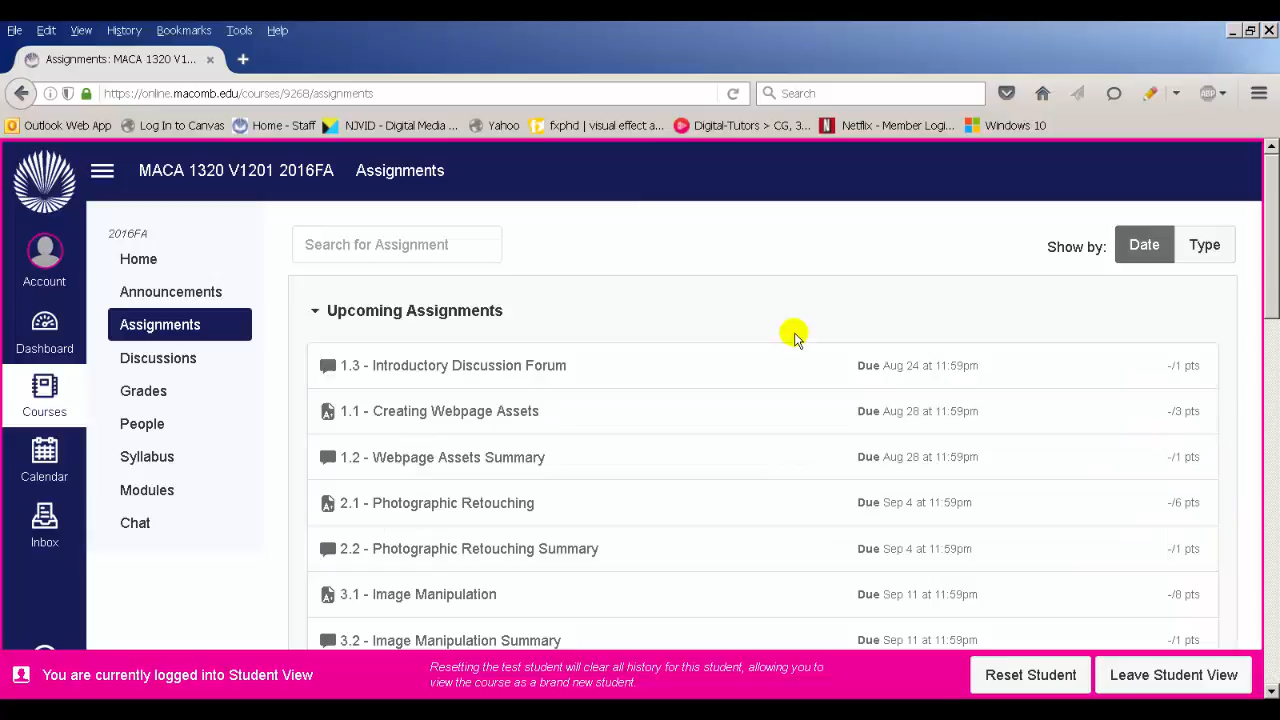 File Edit View History Bookmarks Tools Help
Assignments: MACA 1320 V1...
https://online.macomb.edu/courses/9268/assignments
Search
Outlook Web App Log In to Canvas Home - Staff NJVID - Digital Media ... Yahoo fxphd | visual effect a... Digital-Tutors > CG, 3... Netflix - Member Logi... Windows 10
MACA 1320 V1201 2016FA Assignments
Account
Dashboard
Courses
Calendar
Inbox
2016FA
Home
Announcements
Assignments
Discussions
Grades
People
Syllabus
Modules
Chat
Search for Assignment
Show by: Date Type
Upcoming Assignments
1.3 - Introductory Discussion Forum Due Aug 24 at 11:59pm -/1 pts
1.1 - Creating Webpage Assets Due Aug 28 at 11:59pm -/3 pts
1.2 - Webpage Assets Summary Due Aug 28 at 11:59pm -/1 pts
2.1 - Photographic Retouching Due Sep 4 at 11:59pm -/6 pts
2.2 - Photographic Retouching Summary Due Sep 4 at 11:59pm -/1 pts
3.1 - Image Manipulation Due Sep 11 at 11:59pm -/8 pts
3.2 - Image Manipulation Summary Due Sep 11 at 11:59pm -/1 pts
You are currently logged into Student View
Resetting the test student will clear all history for this student, allowing you to
view the course as a brand new student.
Reset Student
Leave Student View